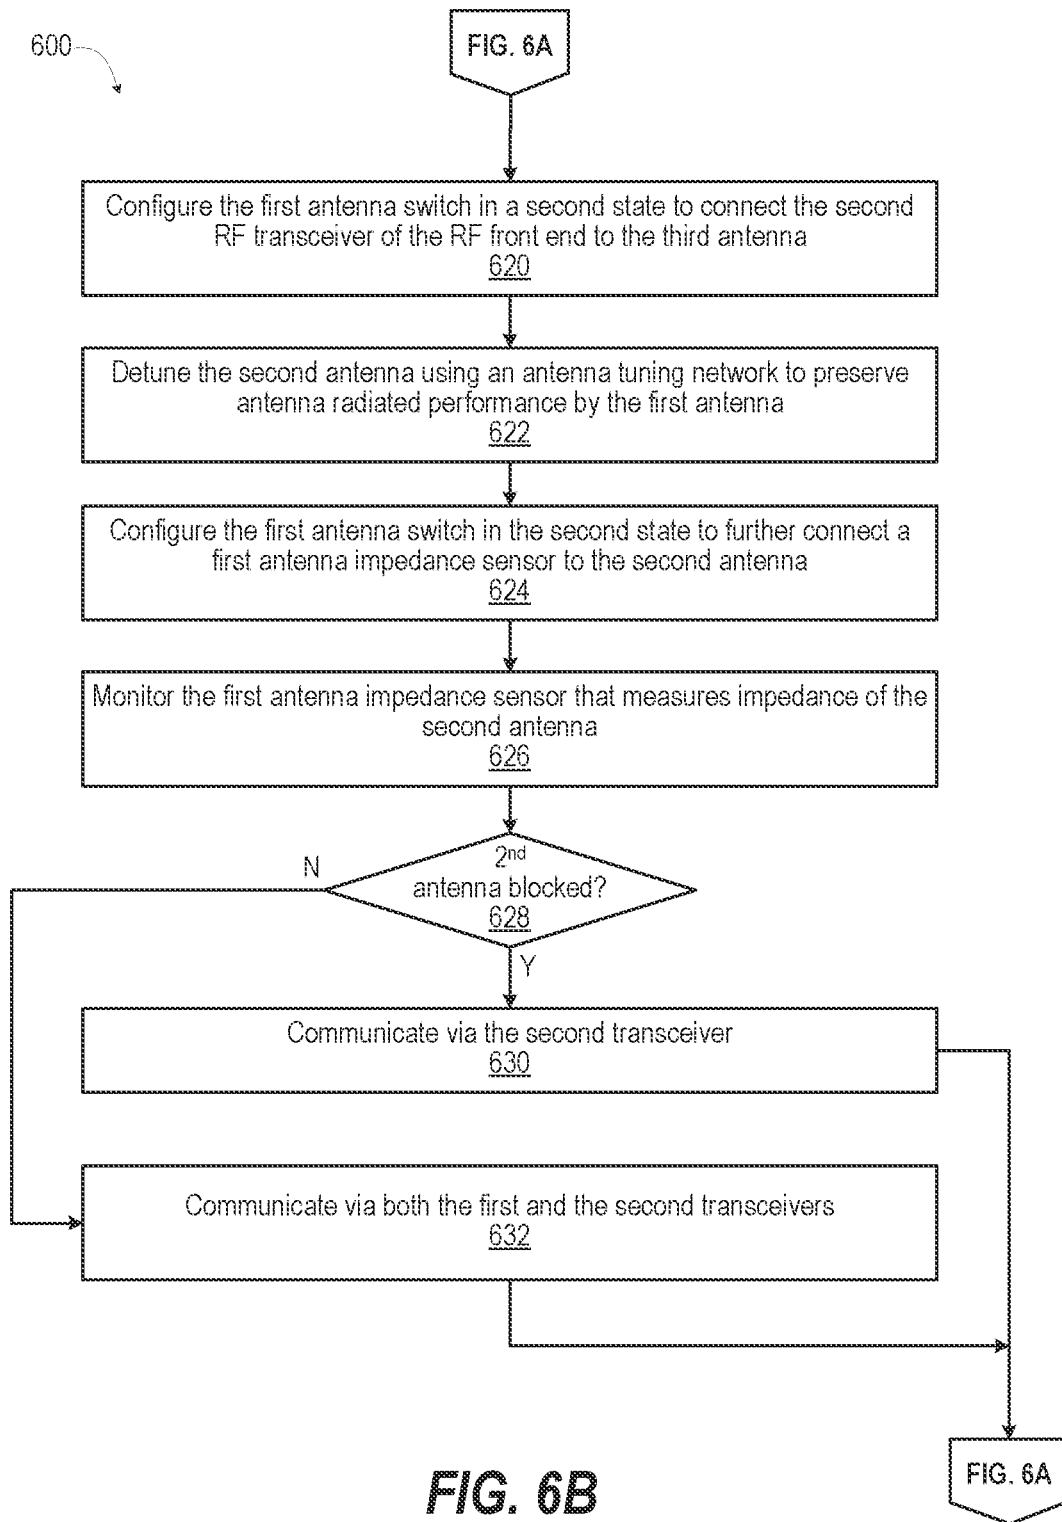 600
FIG. 6A
Configure the first antenna switch in a second state to connect the second
RF transceiver of the RF front end to the third antenna
620
Detune the second antenna using an antenna tuning network to preserve
antenna radiated performance by the first antenna
622
Configure the first antenna switch in the second state to further connect a
first antenna impedance sensor to the second antenna
624
Monitor the first antenna impedance sensor that measures impedance of the
second antenna
626
N
2nd
antenna blocked?
628
Y
Communicate via the second transceiver
630
Communicate via both the first and the second transceivers
632
FIG. 6A
FIG. 6B